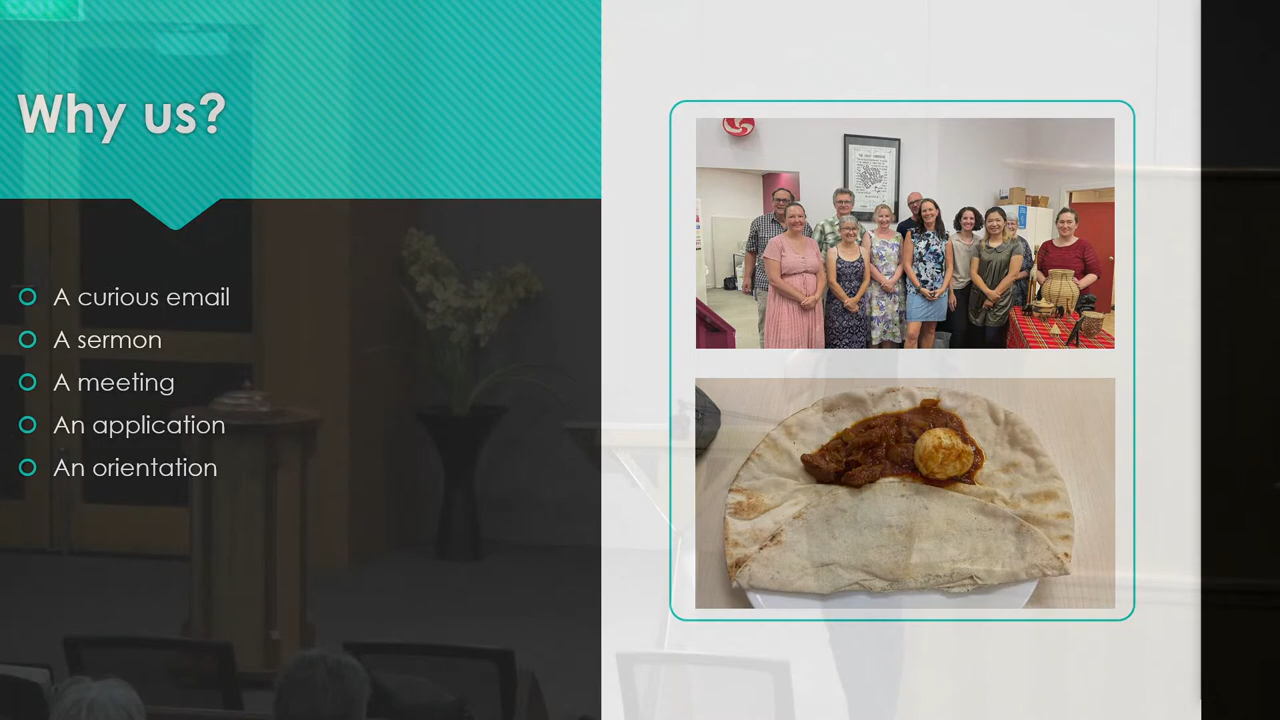 Why us?
A curious email
A sermon
A meeting
An application
An orientation